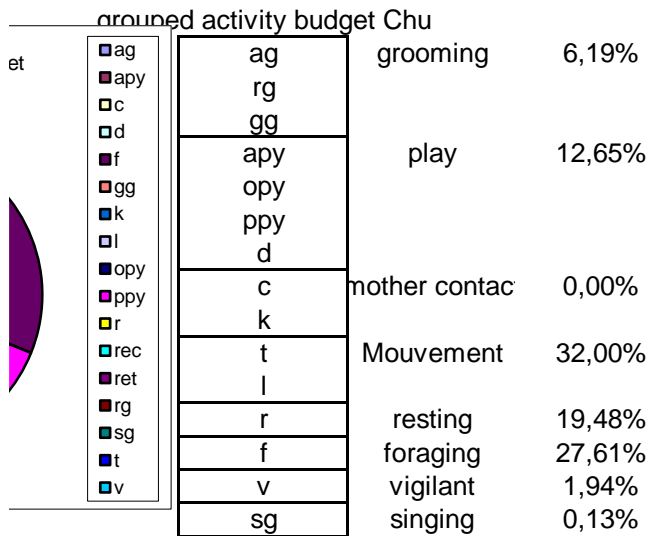 grouped activity budget Chu
et
ag
apy
c
d
f
gg
k
l
opy
ppy
r
rec
ret
rg
sg
t
v
ag grooming 6,19%
rg
gg
apy play 12,65%
opy
ppy
d
c mother contac 0,00%
k
t Mouvement 32,00%
l
r resting 19,48%
f foraging 27,61%
v vigilant 1,94%
sg singing 0,13%